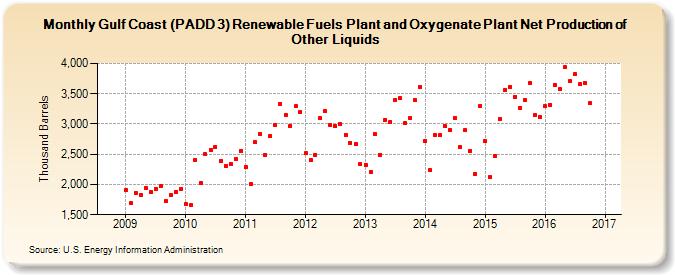 Monthly Gulf Coast (PADD 3) Renewable Fuels Plant and Oxygenate Plant Net Production of
Other Liquids
Thousand Barrels
4,000
3,500
3,000
2,500
2,000
1,500
2009 2010 2011 2012 2013 2014 2015 2016 2017
Source: U.S. Energy Information Administration